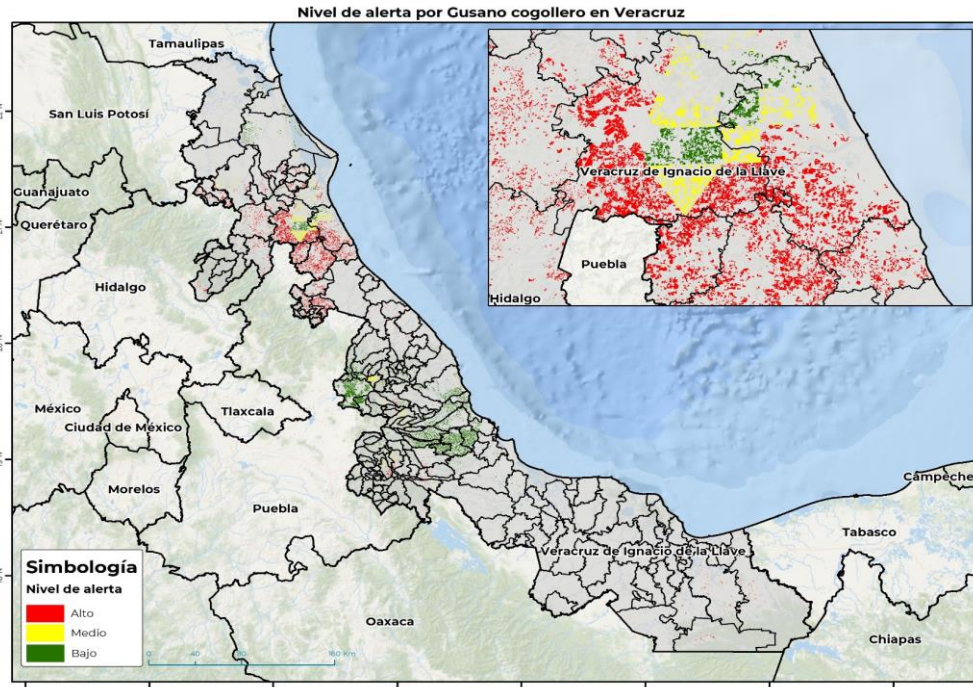 Nivel de alerta por Gusano cogollero en Veracruz
Tamaulipas
San Luis Potosí
Guanajuato
Querétaro
Hidalgo
México
Ciudad de México
Tlaxcala
Morelos
Puebla
Veracruz de Ignacio de la Llave
Puebla
Hidalgo
Veracruz de Ignacio de la Llave
Oaxaca
Campeche
Tabasco
Chiapas
Simbología
Nivel de alerta
Alto
Medio
Bajo
0 40 80 160 Km